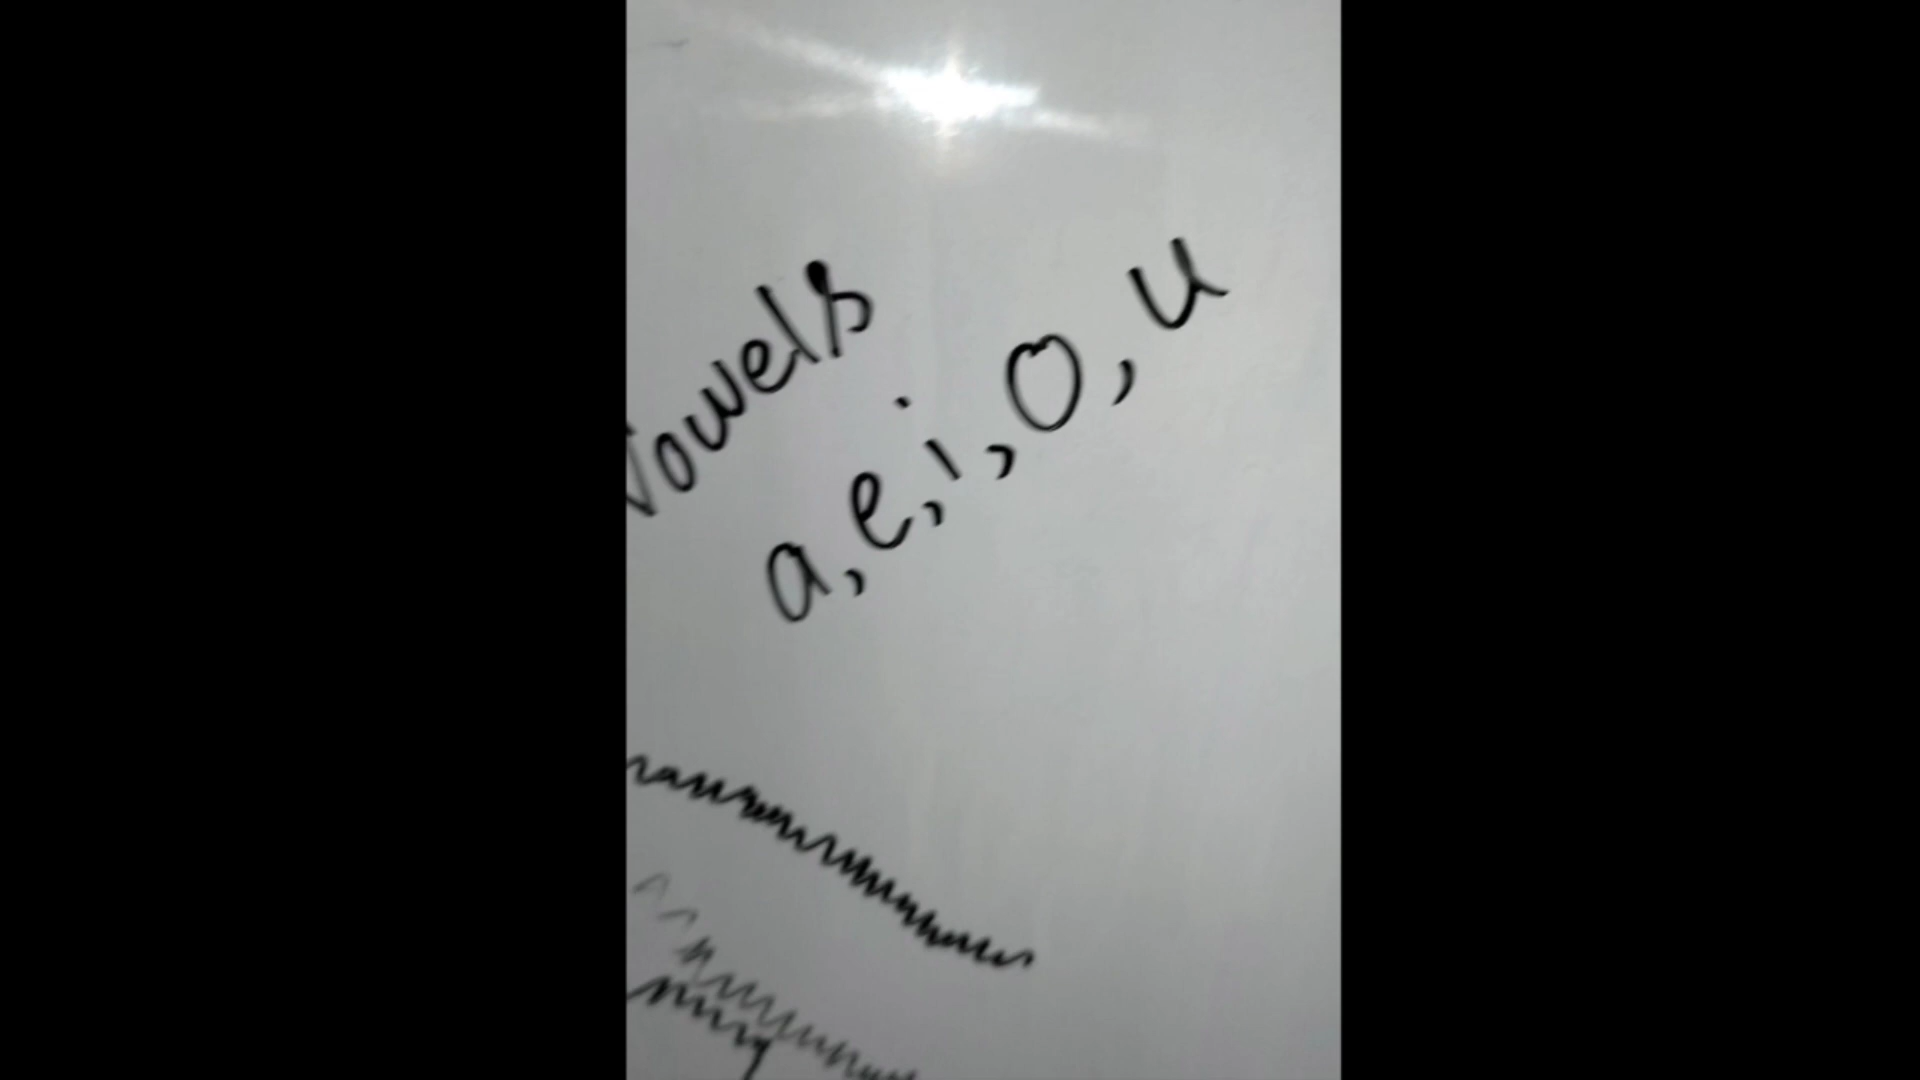 Vowels
a, e, i, o, u